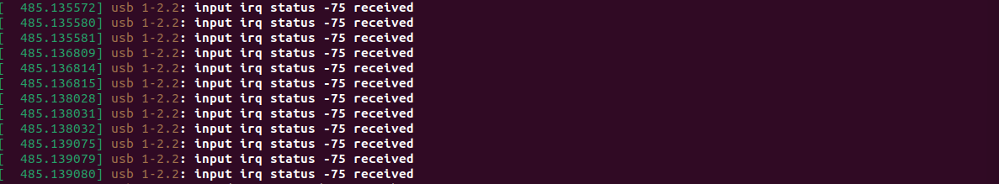 [  485.135572] usb 1-2.2: input irq status -75 received
[  485.135580] usb 1-2.2: input irq status -75 received
[  485.135581] usb 1-2.2: input irq status -75 received
[  485.136809] usb 1-2.2: input irq status -75 received
[  485.136814] usb 1-2.2: input irq status -75 received
[  485.136815] usb 1-2.2: input irq status -75 received
[  485.138028] usb 1-2.2: input irq status -75 received
[  485.138031] usb 1-2.2: input irq status -75 received
[  485.138032] usb 1-2.2: input irq status -75 received
[  485.139075] usb 1-2.2: input irq status -75 received
[  485.139079] usb 1-2.2: input irq status -75 received
[  485.139080] usb 1-2.2: input irq status -75 received